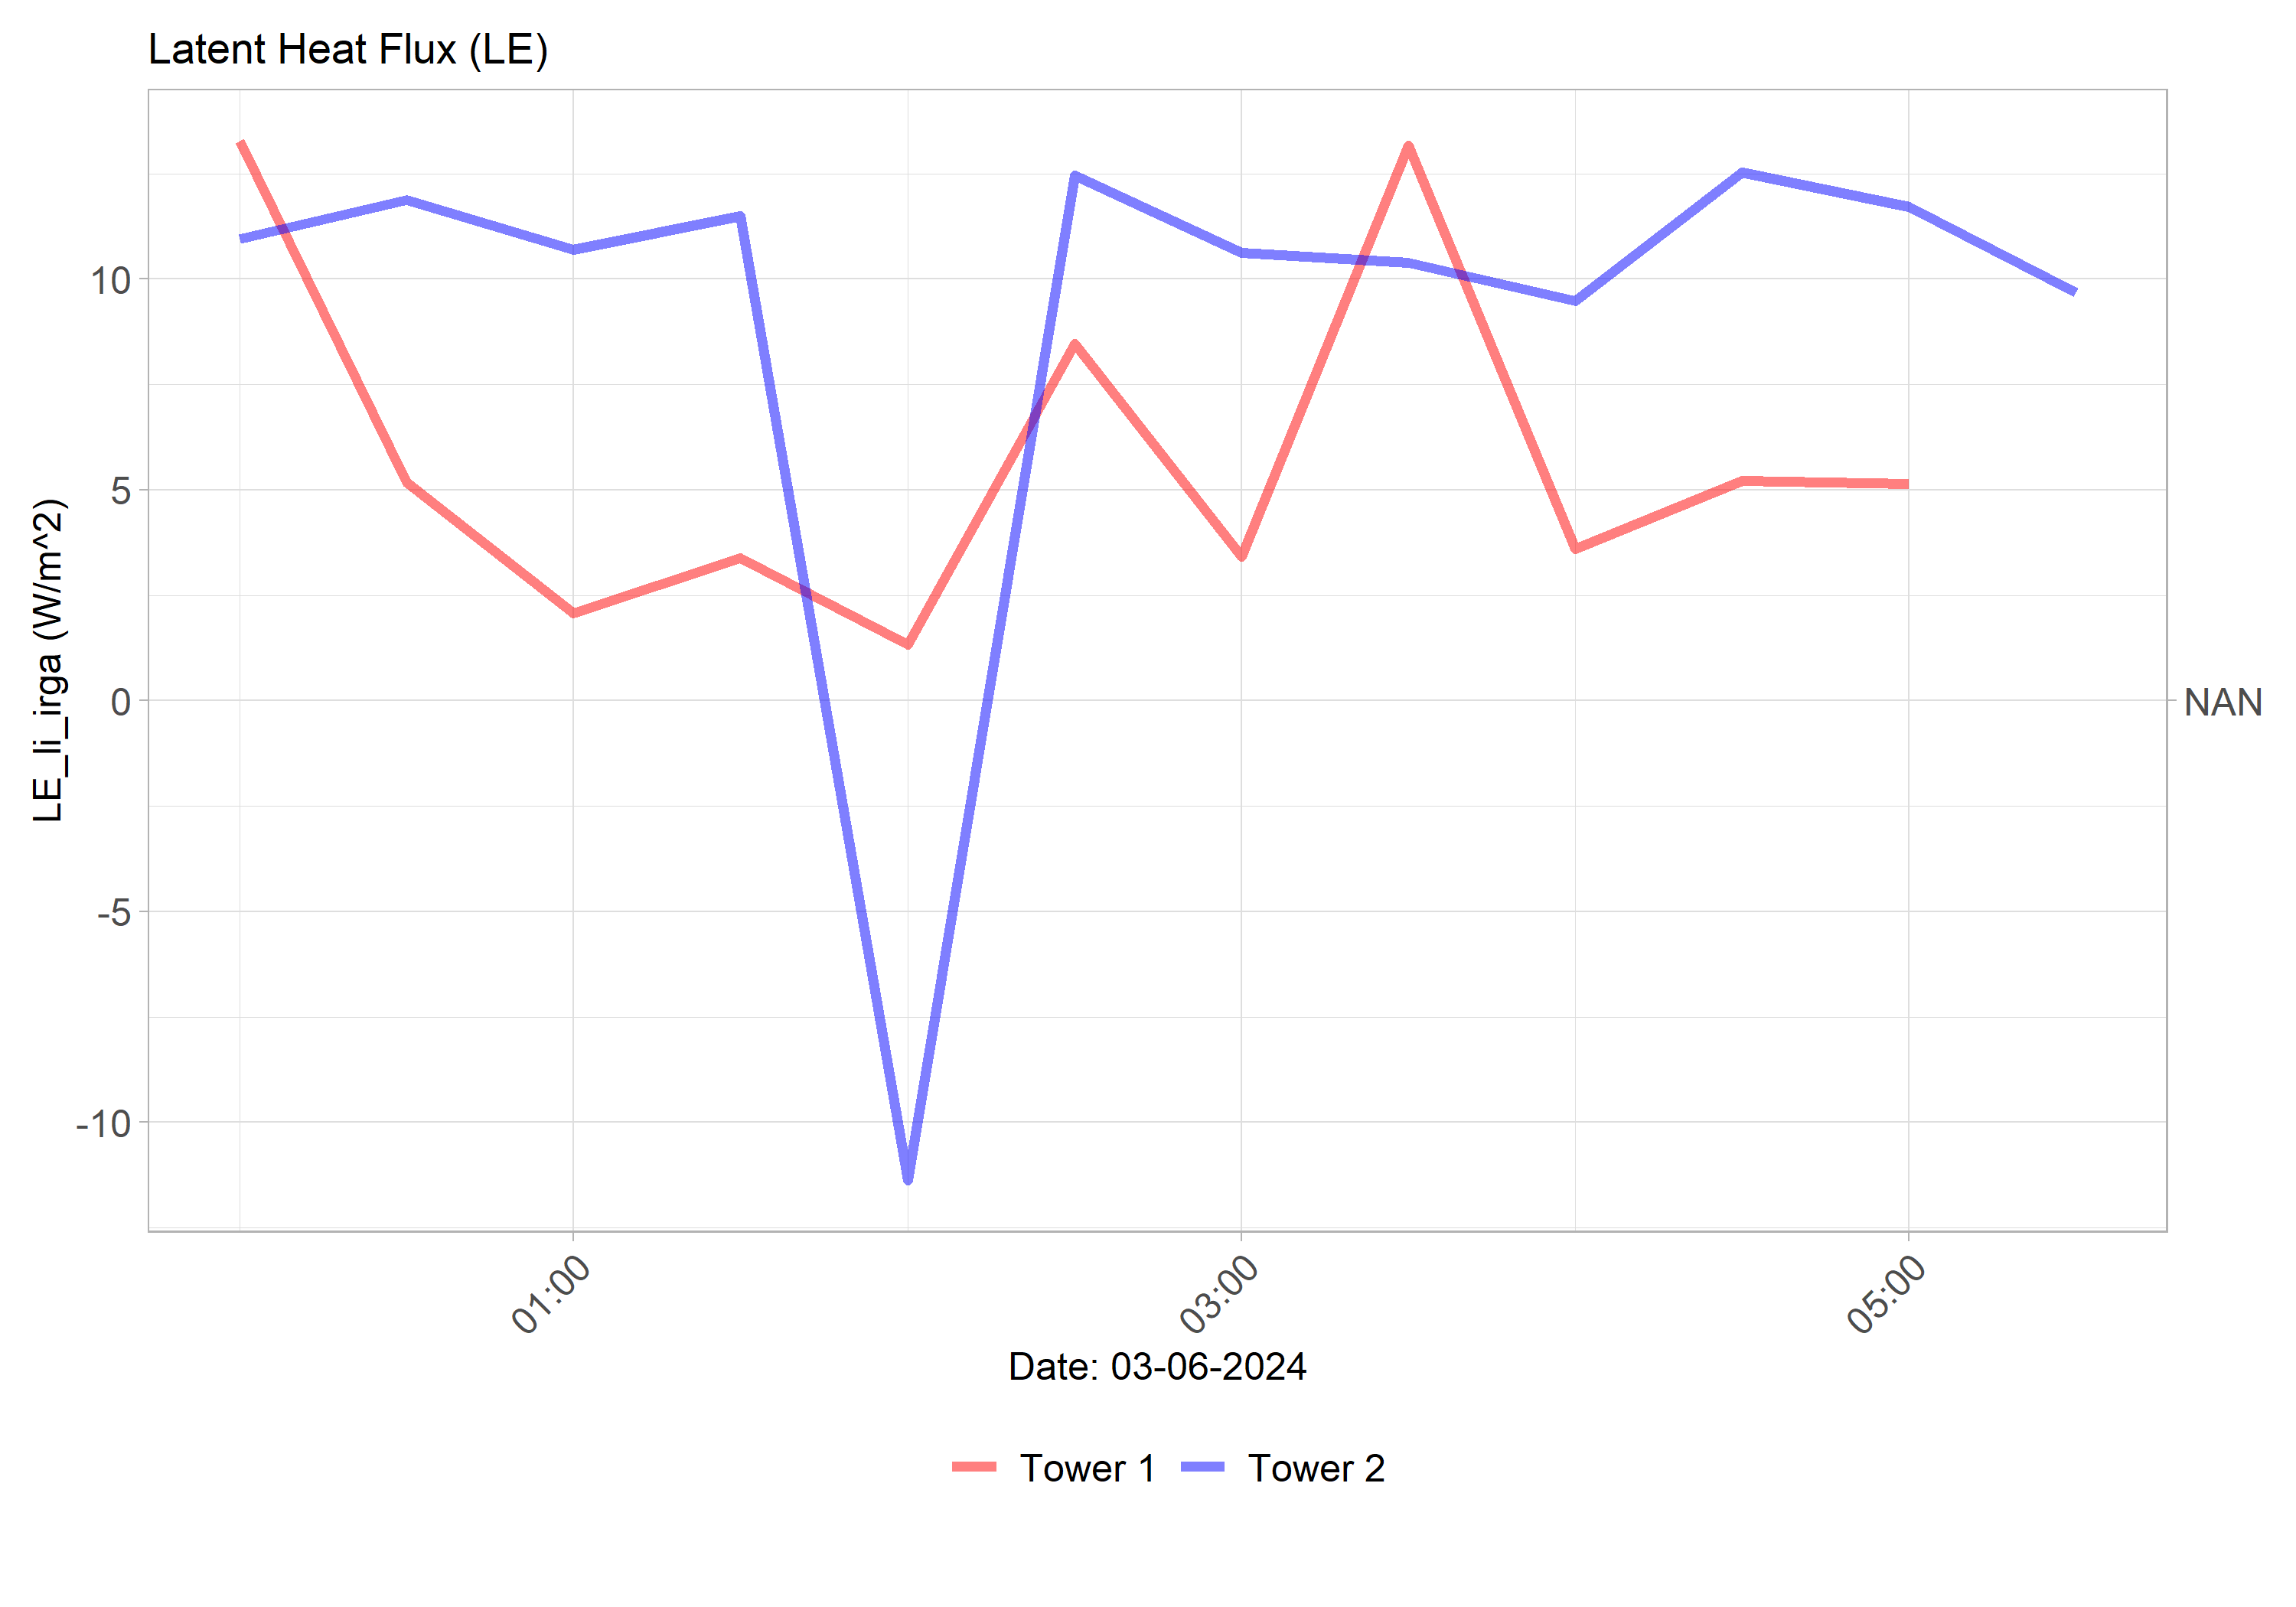 Latent Heat Flux (LE)
LE_li_irga (W/m^2)
10
5
0
-5
-10
NAN
01:00
03:00
05:00
Date: 03-06-2024
Tower 1
Tower 2